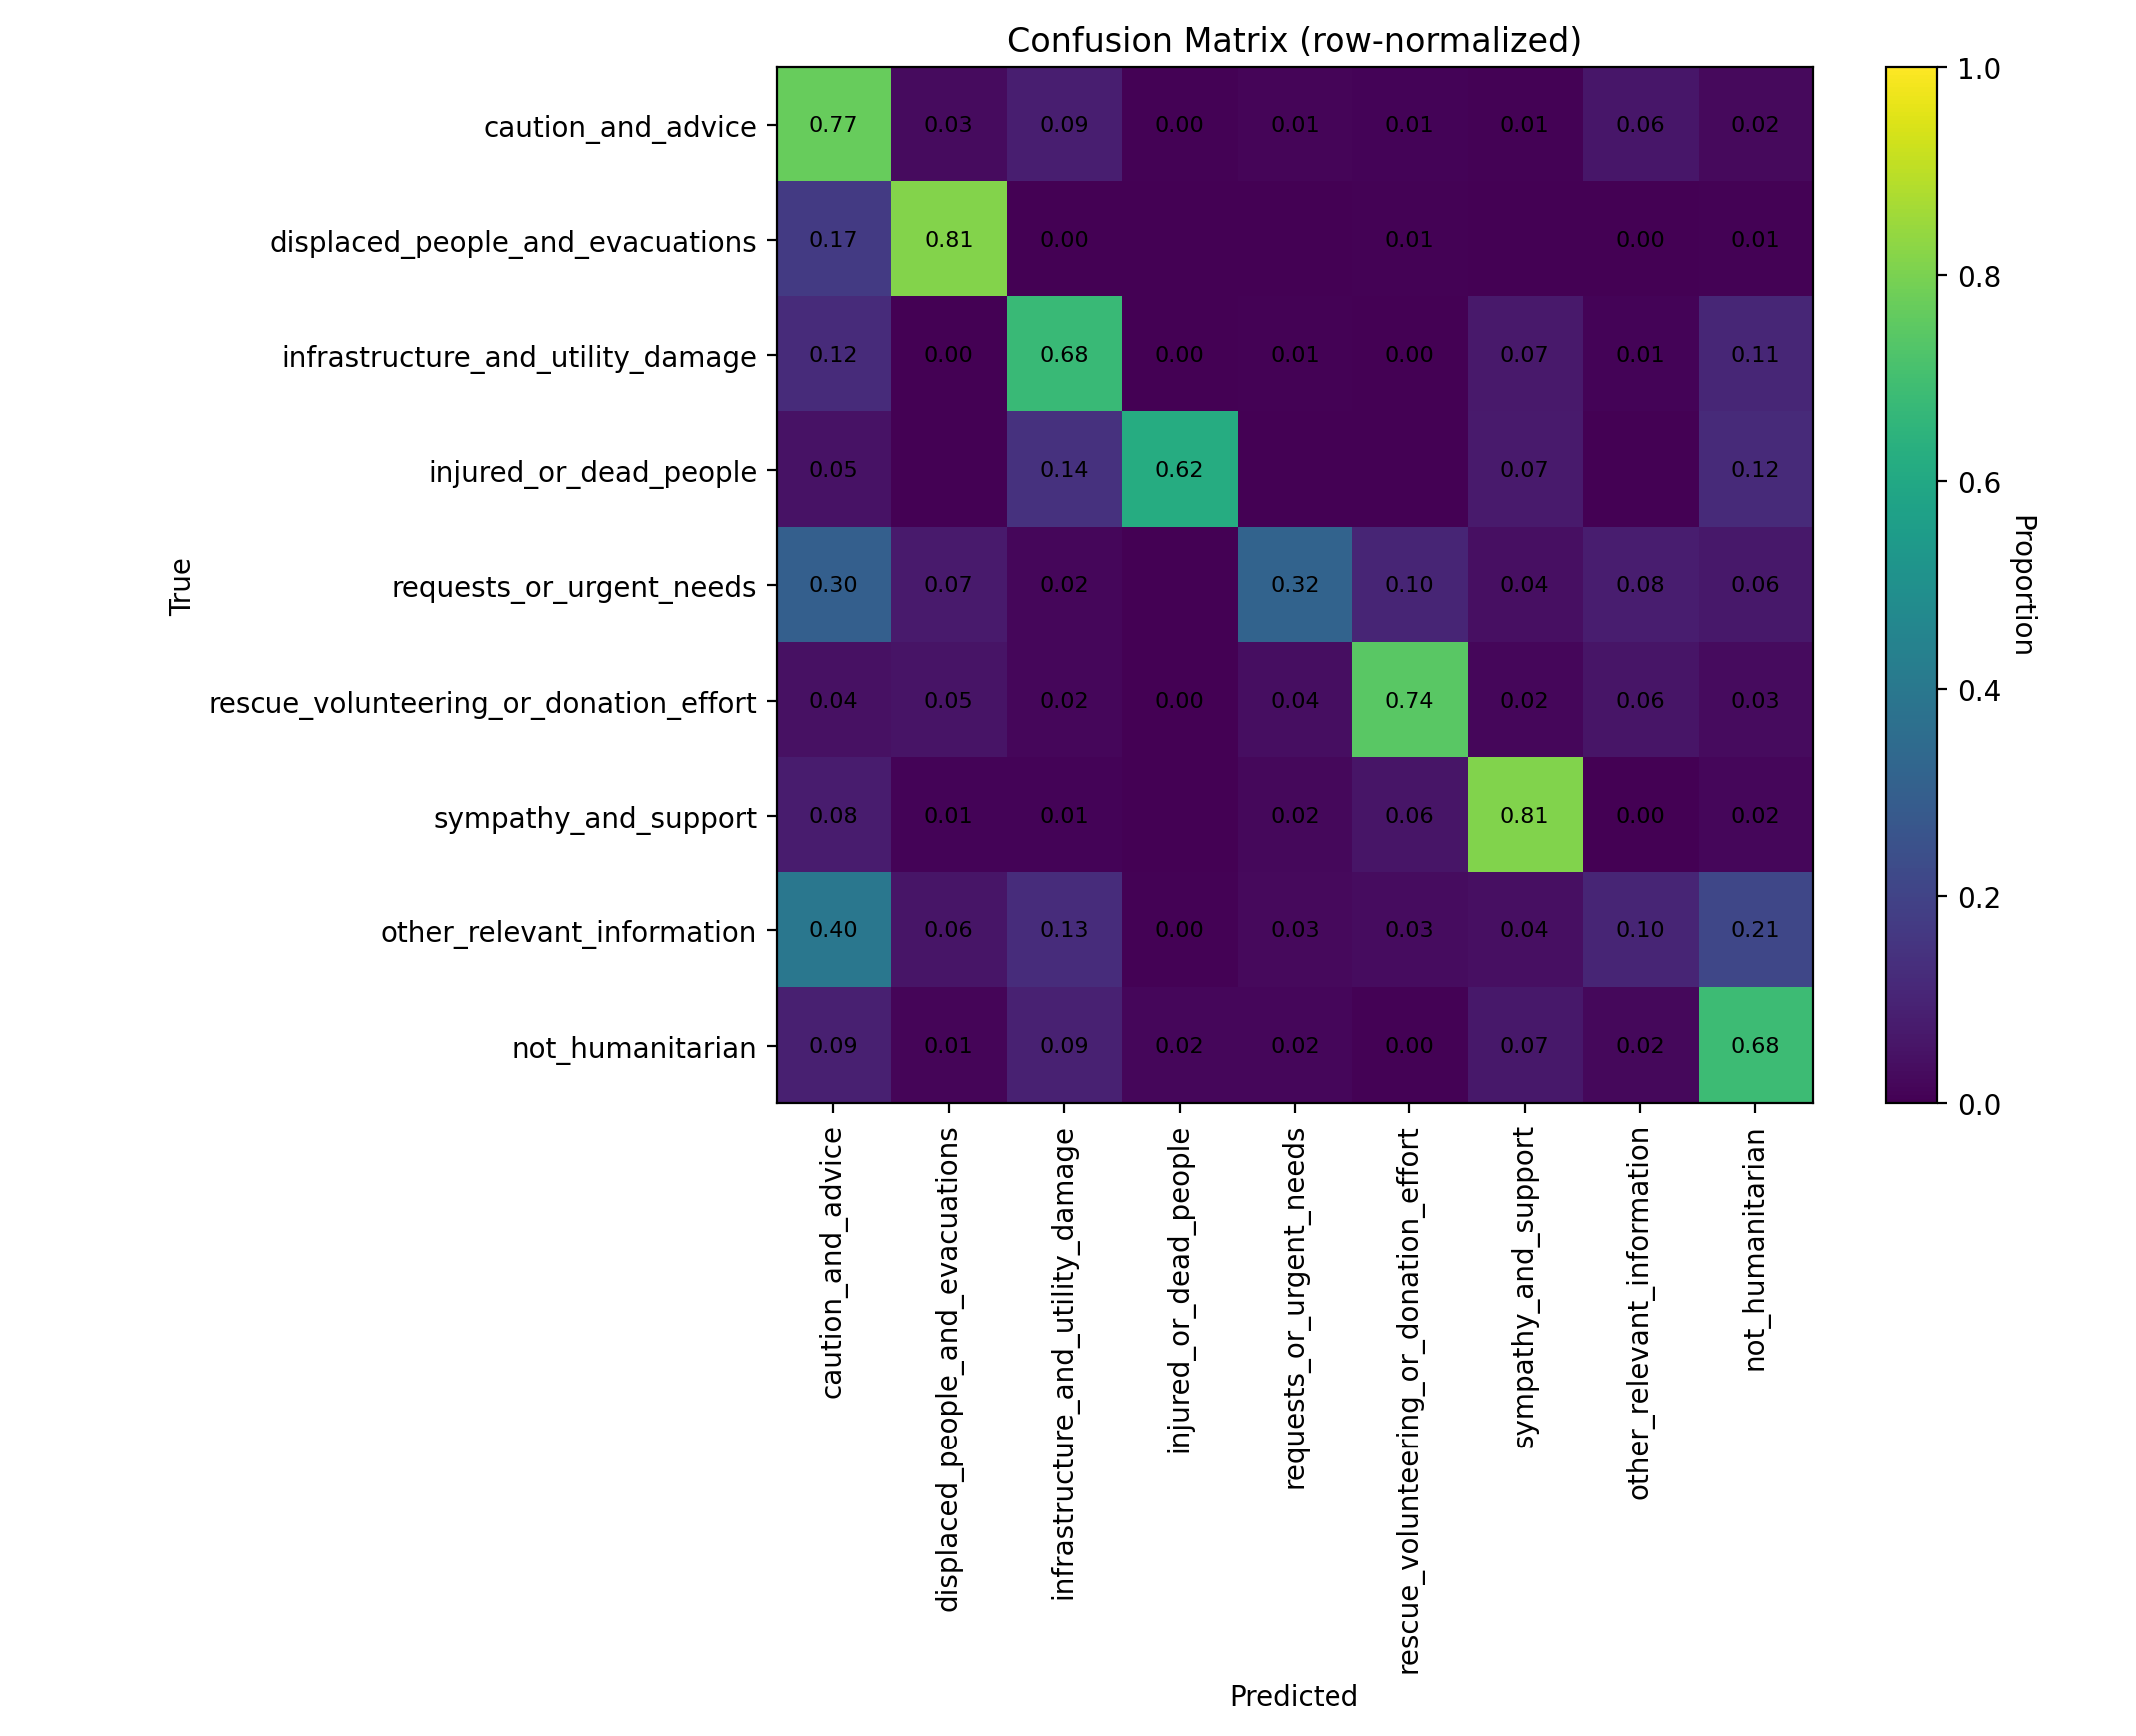 Confusion Matrix (row-normalized)
caution_and_advice 0.77 0.03 0.09 0.00 0.01 0.01 0.01 0.06 0.02
displaced_people_and_evacuations 0.17 0.81 0.00 0.01 0.00 0.01
infrastructure_and_utility_damage 0.12 0.00 0.68 0.00 0.01 0.00 0.07 0.01 0.11
injured_or_dead_people 0.05 0.14 0.62 0.07 0.12
requests_or_urgent_needs 0.30 0.07 0.02 0.32 0.10 0.04 0.08 0.06
rescue_volunteering_or_donation_effort 0.04 0.05 0.02 0.00 0.04 0.74 0.02 0.06 0.03
sympathy_and_support 0.08 0.01 0.01 0.02 0.06 0.81 0.00 0.02
other_relevant_information 0.40 0.06 0.13 0.00 0.03 0.03 0.04 0.10 0.21
not_humanitarian 0.09 0.01 0.09 0.02 0.02 0.00 0.07 0.02 0.68
True
caution_and_advice
displaced_people_and_evacuations
infrastructure_and_utility_damage
injured_or_dead_people
requests_or_urgent_needs
rescue_volunteering_or_donation_effort
sympathy_and_support
other_relevant_information
not_humanitarian
Predicted
1.0
0.8
0.6
0.4
0.2
0.0
Proportion